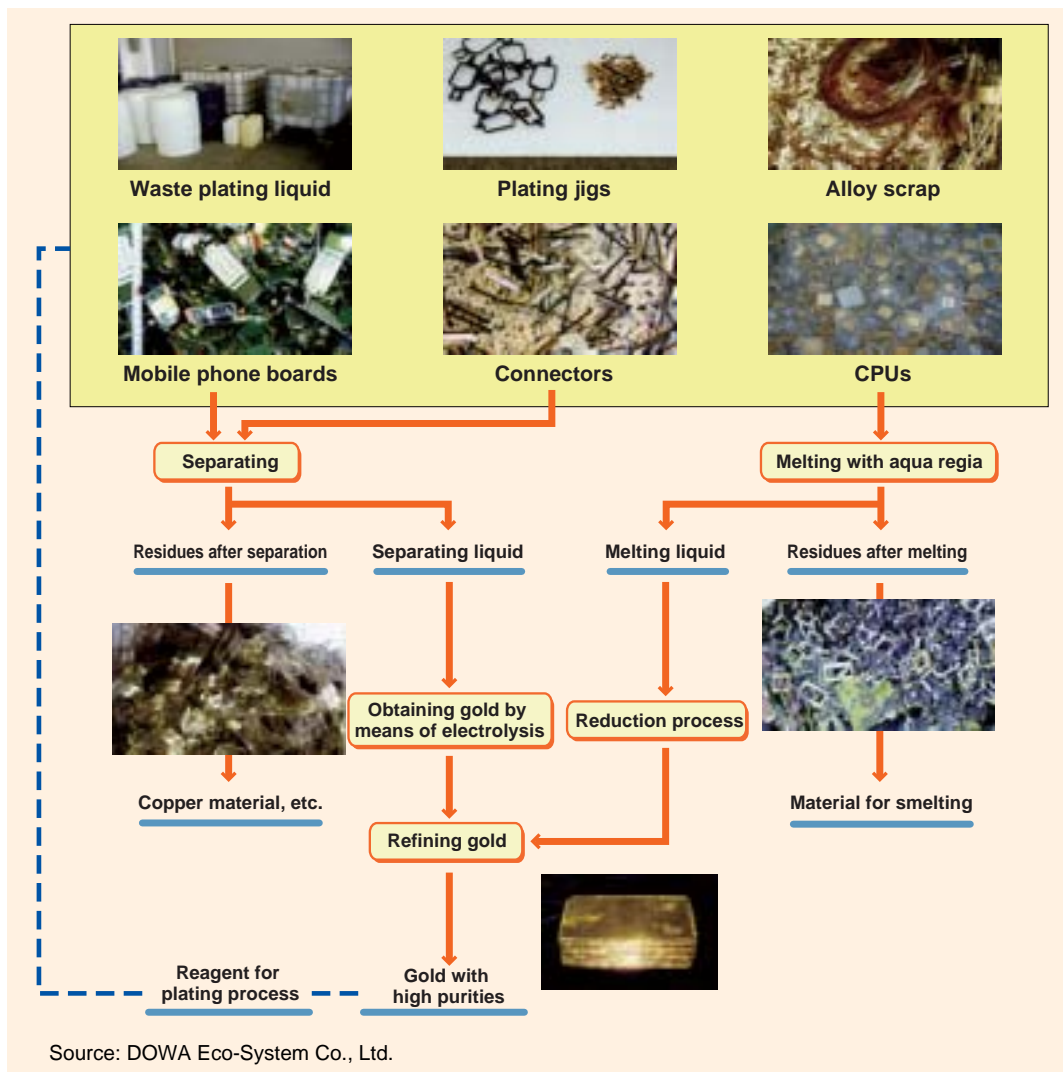 Waste plating liquid
Plating jigs
Alloy scrap
Mobile phone boards
Connectors
CPUs
Separating
Melting with aqua regia
Residues after separation
Separating liquid
Melting liquid
Residues after melting
Obtaining gold by
means of electrolysis
Reduction process
Copper material, etc.
Material for smelting
Refining gold
Reagent for
plating process
Gold with
high purities
Source: DOWA Eco-System Co., Ltd.